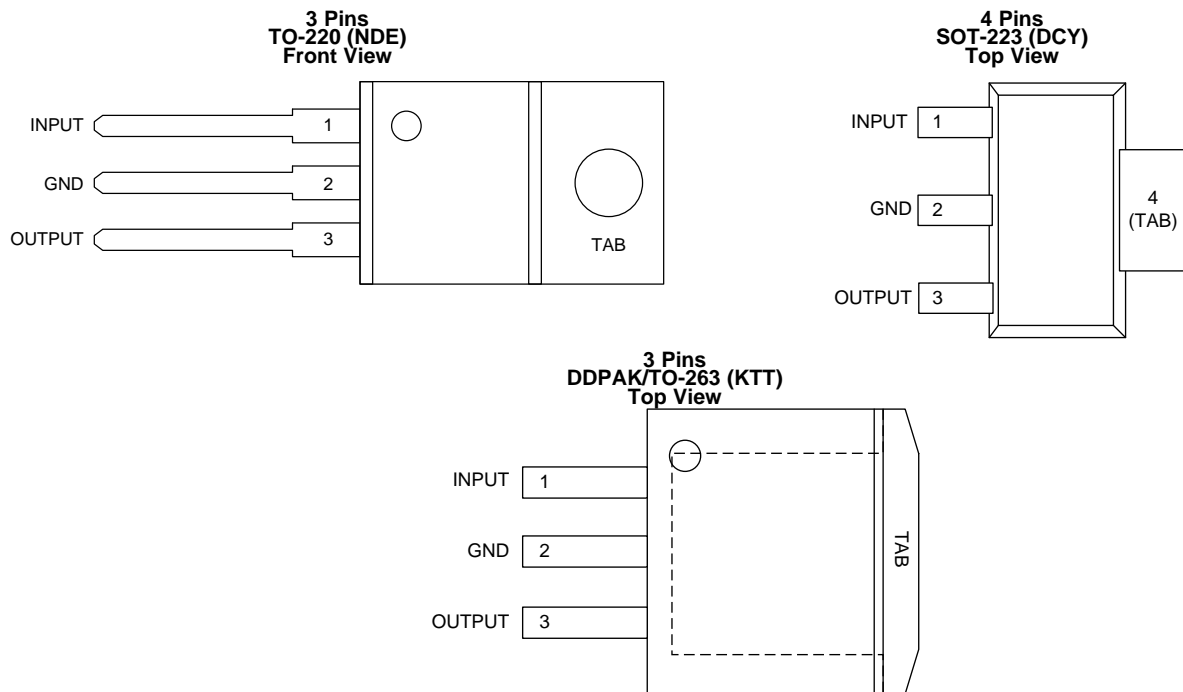 3 Pins
TO-220 (NDE)
Front View
INPUT
1
GND
2
OUTPUT
3
TAB
4 Pins
SOT-223 (DCY)
Top View
INPUT
1
GND
2
OUTPUT
3
4
(TAB)
3 Pins
DDPAK/TO-263 (KTT)
Top View
INPUT
1
GND
2
OUTPUT
3
TAB